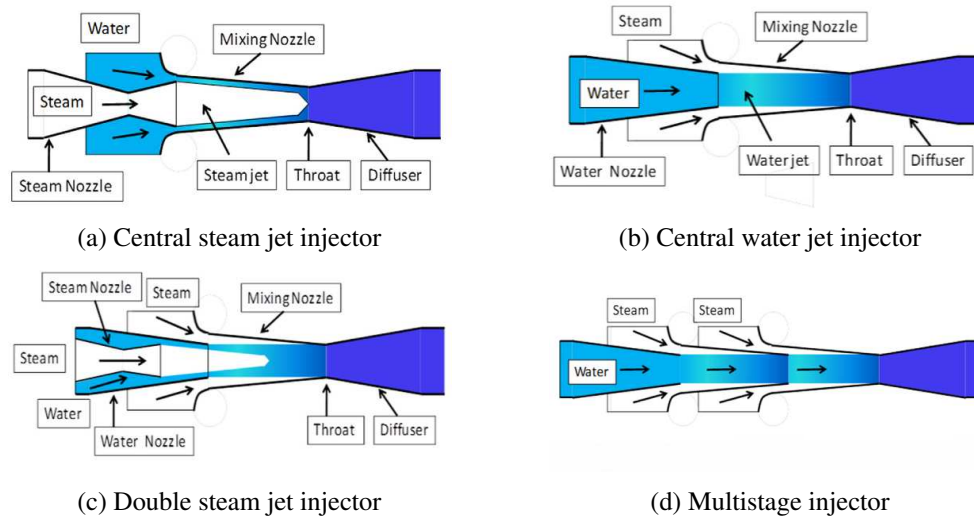 Water
Mixing Nozzle
Steam
Steam Nozzle
Steam jet
Throat
Diffuser
(a) Central steam jet injector
Steam
Mixing Nozzle
Water
Water Nozzle
Water jet
Throat
Diffuser
(b) Central water jet injector
Steam Nozzle
Steam
Mixing Nozzle
Steam
Water
Water Nozzle
Throat
Diffuser
(c) Double steam jet injector
Steam
Steam
Water
(d) Multistage injector